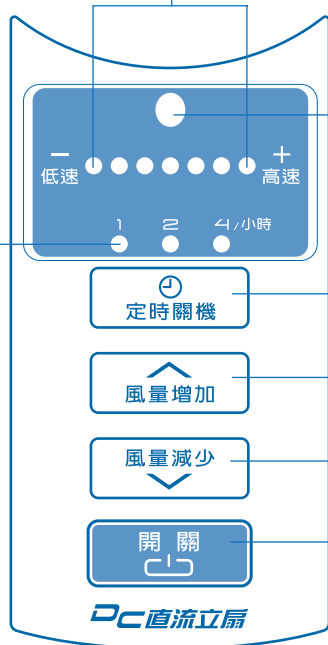 − +
低速 高速
1 2 4/小時
定時關機
風量增加
風量減少
開關
DC直流立扇